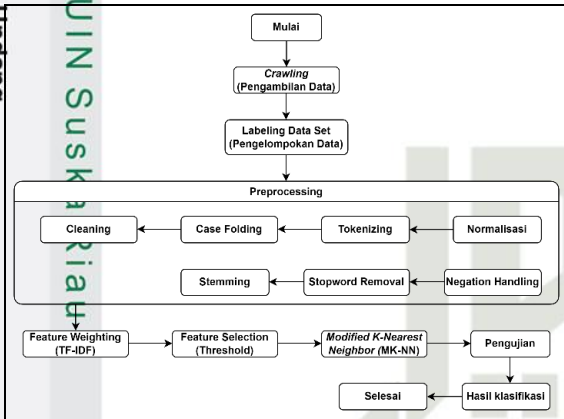 Undang
UIN Suska Riau
Mulai
Crawling
(Pengambilan Data)
Labeling Data Set
(Pengelompokan Data)
Preprocessing
Cleaning
Case Folding
Tokenizing
Normalisasi
Stemming
Stopword Removal
Negation Handling
Feature Weighting
(TF-IDF)
Feature Selection
(Threshold)
Modified K-Nearest
Neighbor (MK-NN)
Pengujian
Selesai
Hasil klasifikasi